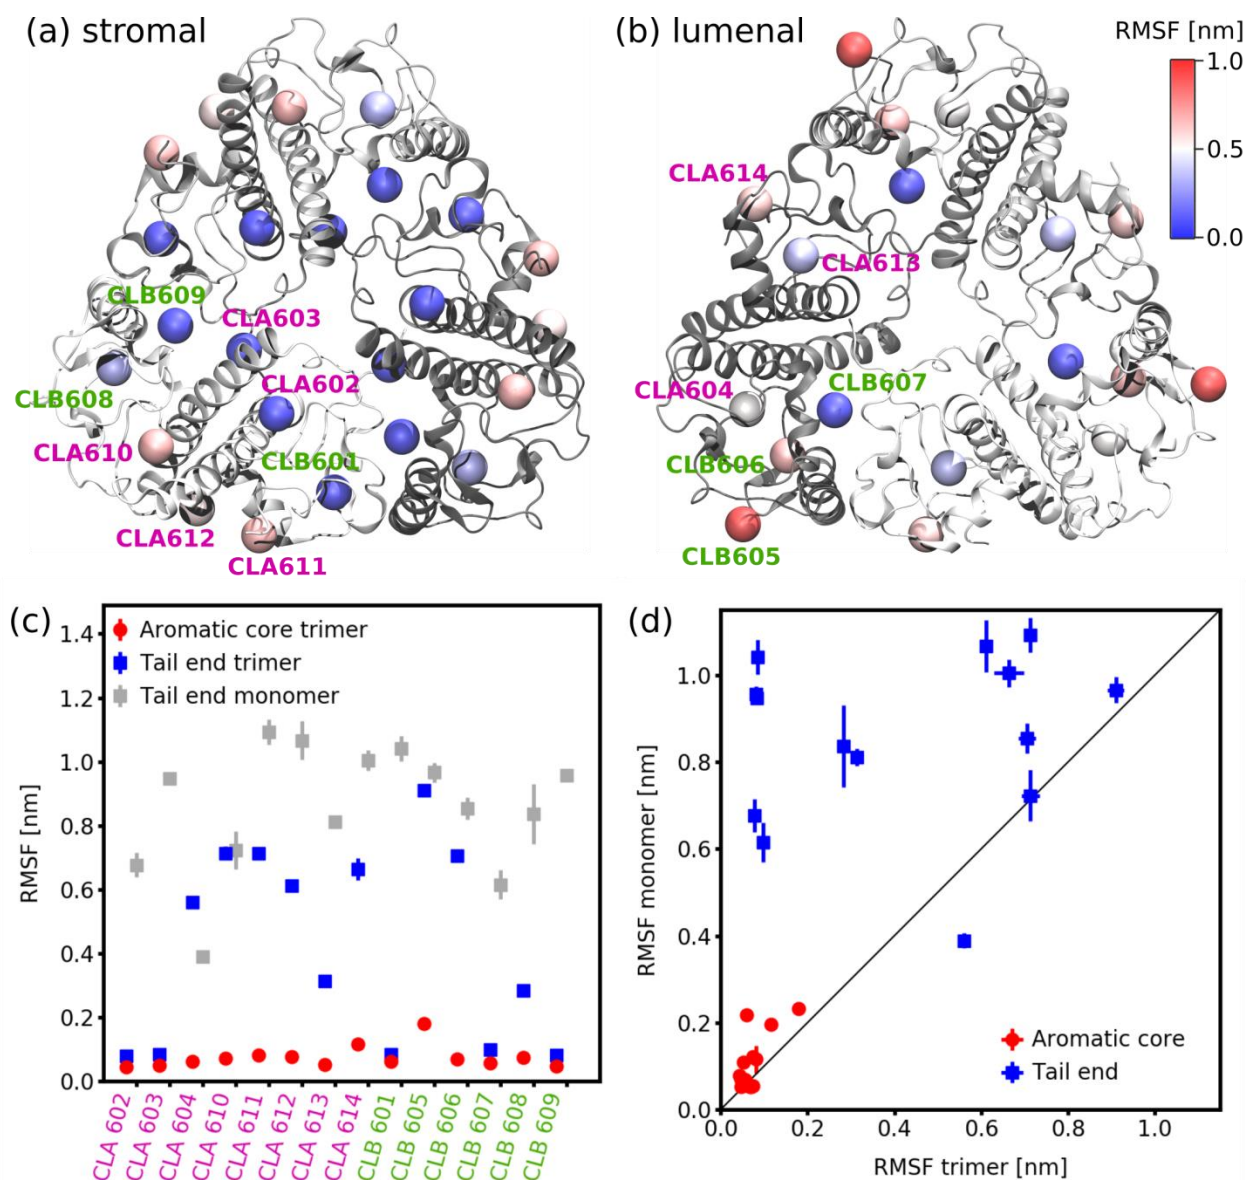 (a) stromal
(b) lumenal
RMSF [nm]
1.0
0.5
0.0
CLB609
CLA603
CLA602
CLB608
CLA610
CLB601
CLA612
CLA611
CLA614
CLA613
CLA604
CLB607
CLB606
CLB605
(c)
Aromatic core trimer
Tail end trimer
Tail end monomer
RMSF [nm]
1.4
1.2
1.0
0.8
0.6
0.4
0.2
0.0
CLA 602
CLA 603
CLA 604
CLA 610
CLA 611
CLA 612
CLA 613
CLA 614
CLB 601
CLB 605
CLB 606
CLB 607
CLB 608
CLB 609
(d)
RMSF monomer [nm]
1.0
0.8
0.6
0.4
0.2
0.0
Aromatic core
Tail end
0.0 0.2 0.4 0.6 0.8 1.0
RMSF trimer [nm]